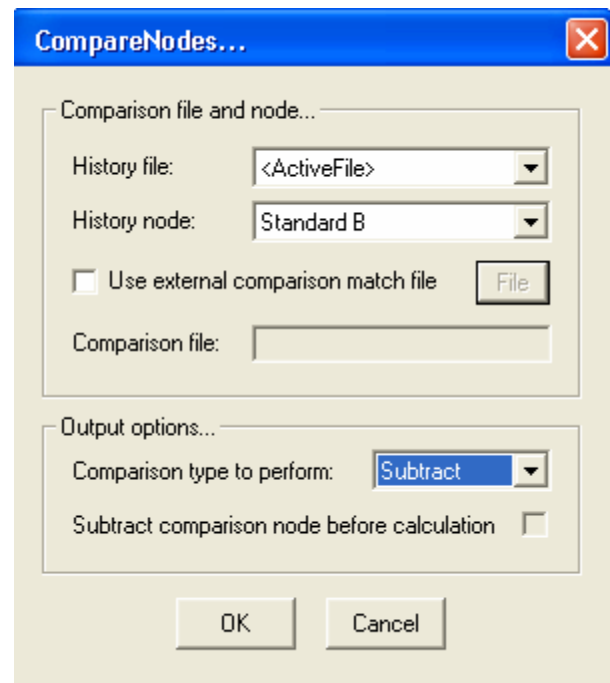 CompareNodes...
Comparison file and node...
History file: <ActiveFile>
History node: Standard B
Use external comparison match file File
Comparison file:
Output options...
Comparison type to perform: Subtract
Subtract comparison node before calculation
OK Cancel